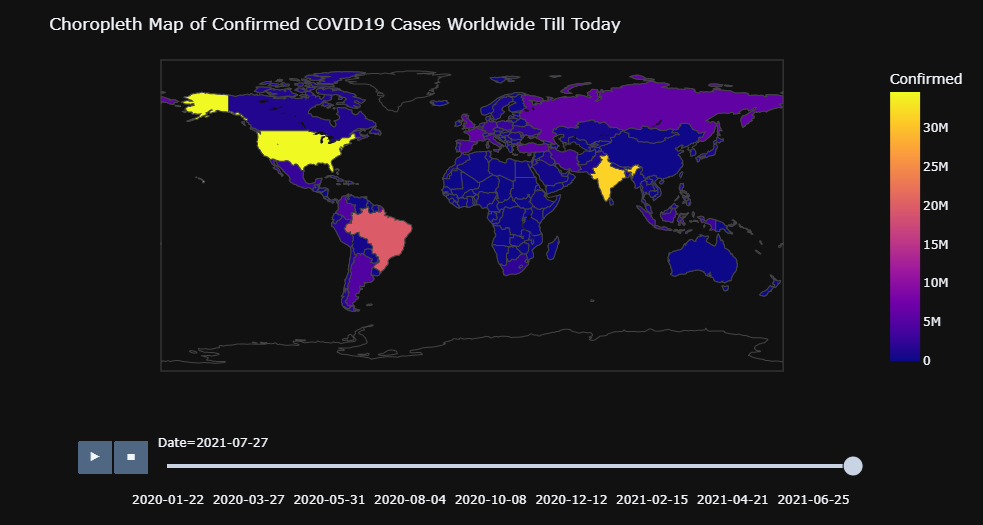 Choropleth Map of Confirmed COVID19 Cases Worldwide Till Today
Confirmed
30M
25M
20M
15M
10M
5M
0
Date=2021-07-27
2020-01-22 2020-03-27 2020-05-31 2020-08-04 2020-10-08 2020-12-12 2021-02-15 2021-04-21 2021-06-25